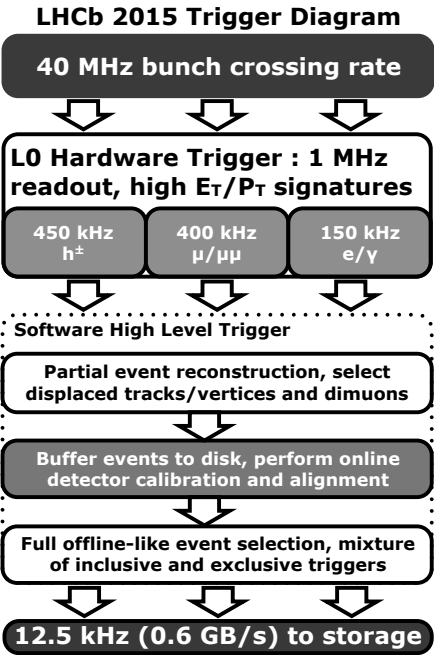 LHCb 2015 Trigger Diagram
40 MHz bunch crossing rate
L0 Hardware Trigger : 1 MHz
readout, high ET/PT signatures
450 kHz
h±
400 kHz
µ/µµ
150 kHz
e/γ
Software High Level Trigger
Partial event reconstruction, select
displaced tracks/vertices and dimuons
Buffer events to disk, perform online
detector calibration and alignment
Full offline-like event selection, mixture
of inclusive and exclusive triggers
12.5 kHz (0.6 GB/s) to storage